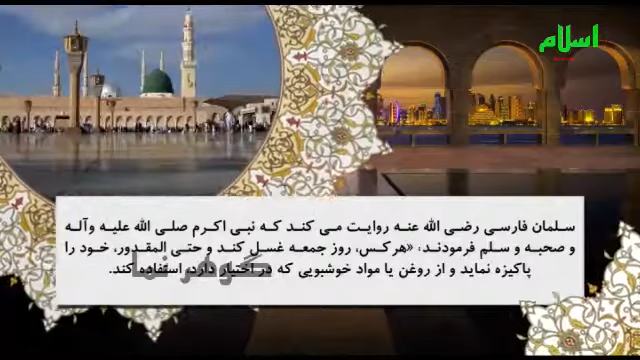 اسلام
سلمان فارسی رضی الله عنه روایت می کند که نبی اکرم صلی الله علیه وآله
و صحبه و سلم فرمودند: «هرکس، روز جمعه غسل کند و حتی المقدور، خود را
پاکیزه نماید و از روغن یا مواد خوشبویی که در اختیار دارد، استفاده کند.
گوهر نما